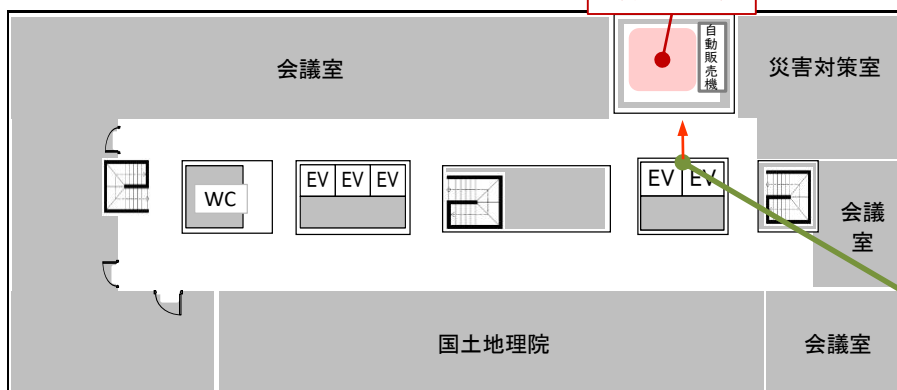 自動販売機
会議室
災害対策室
EV EV EV
EV EV
WC
会議
室
国土地理院
会議室